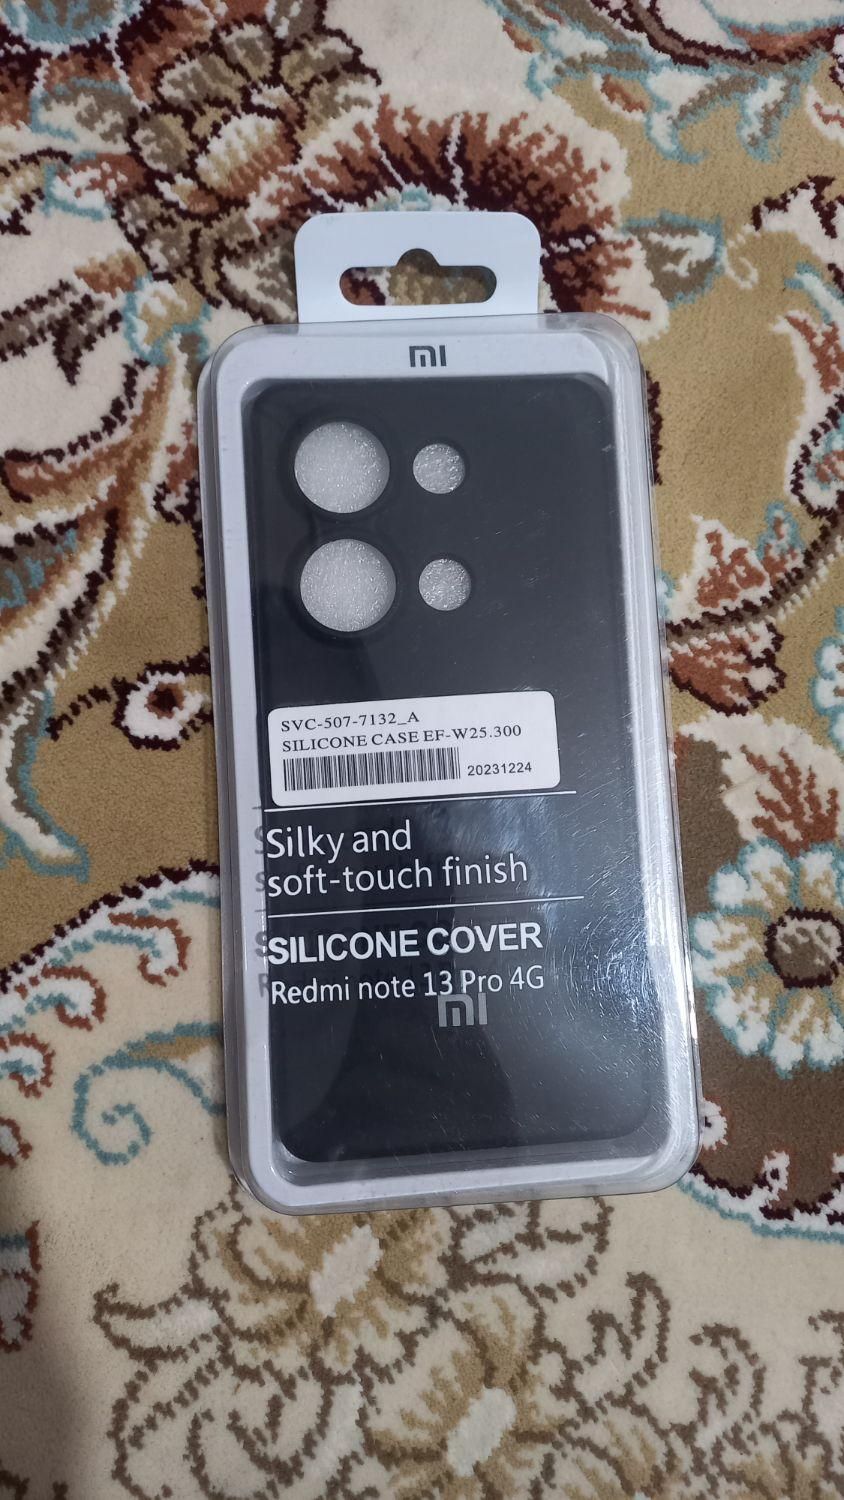 mi
SVC-507-7132_A
SILICONE CASE EF-W25.300
20231224
Silky and
soft-touch finish
SILICONE COVER
Redmi note 13 Pro 4G
mi